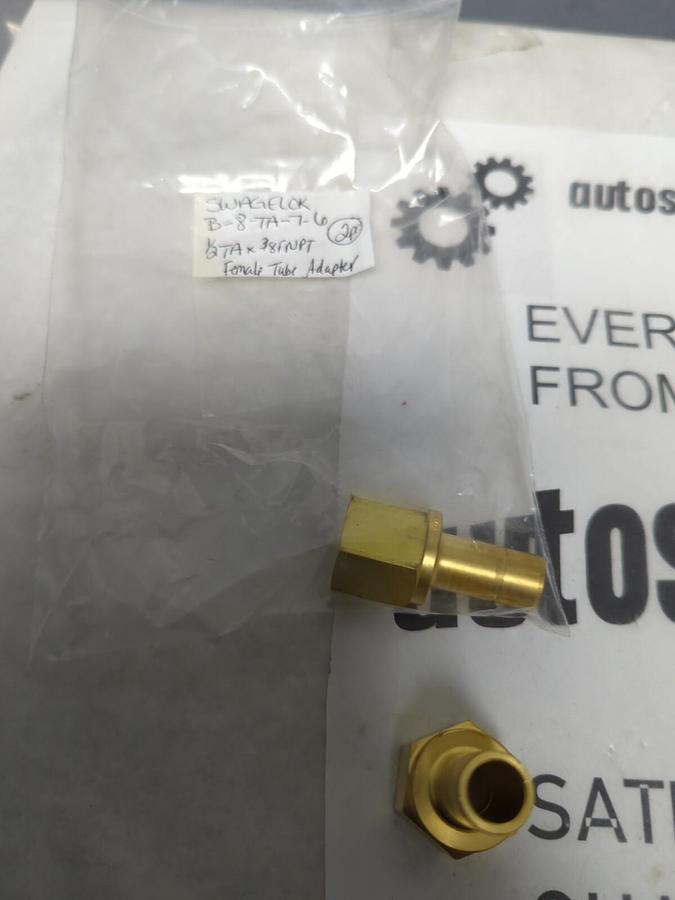 SWAGELOK
B-8-TA-7-6
2pc
1/2 TA x 3/8 FNPT
Female Tube Adapter
autos
EVER
FROM
autos
SATI